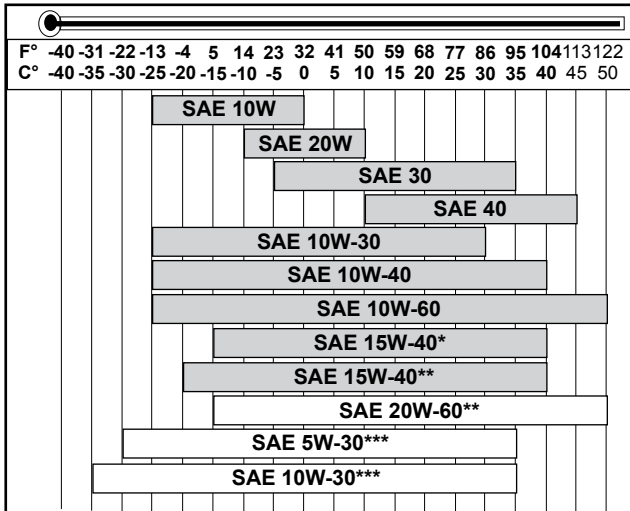 F° -40 -31 -22 -13 -4 5 14 23 32 41 50 59 68 77 86 95 104 113 122
C° -40 -35 -30 -25 -20 -15 -10 -5 0 5 10 15 20 25 30 35 40 45 50
SAE 10W
SAE 20W
SAE 30
SAE 40
SAE 10W-30
SAE 10W-40
SAE 10W-60
SAE 15W-40*
SAE 15W-40**
SAE 20W-60**
SAE 5W-30***
SAE 10W-30***